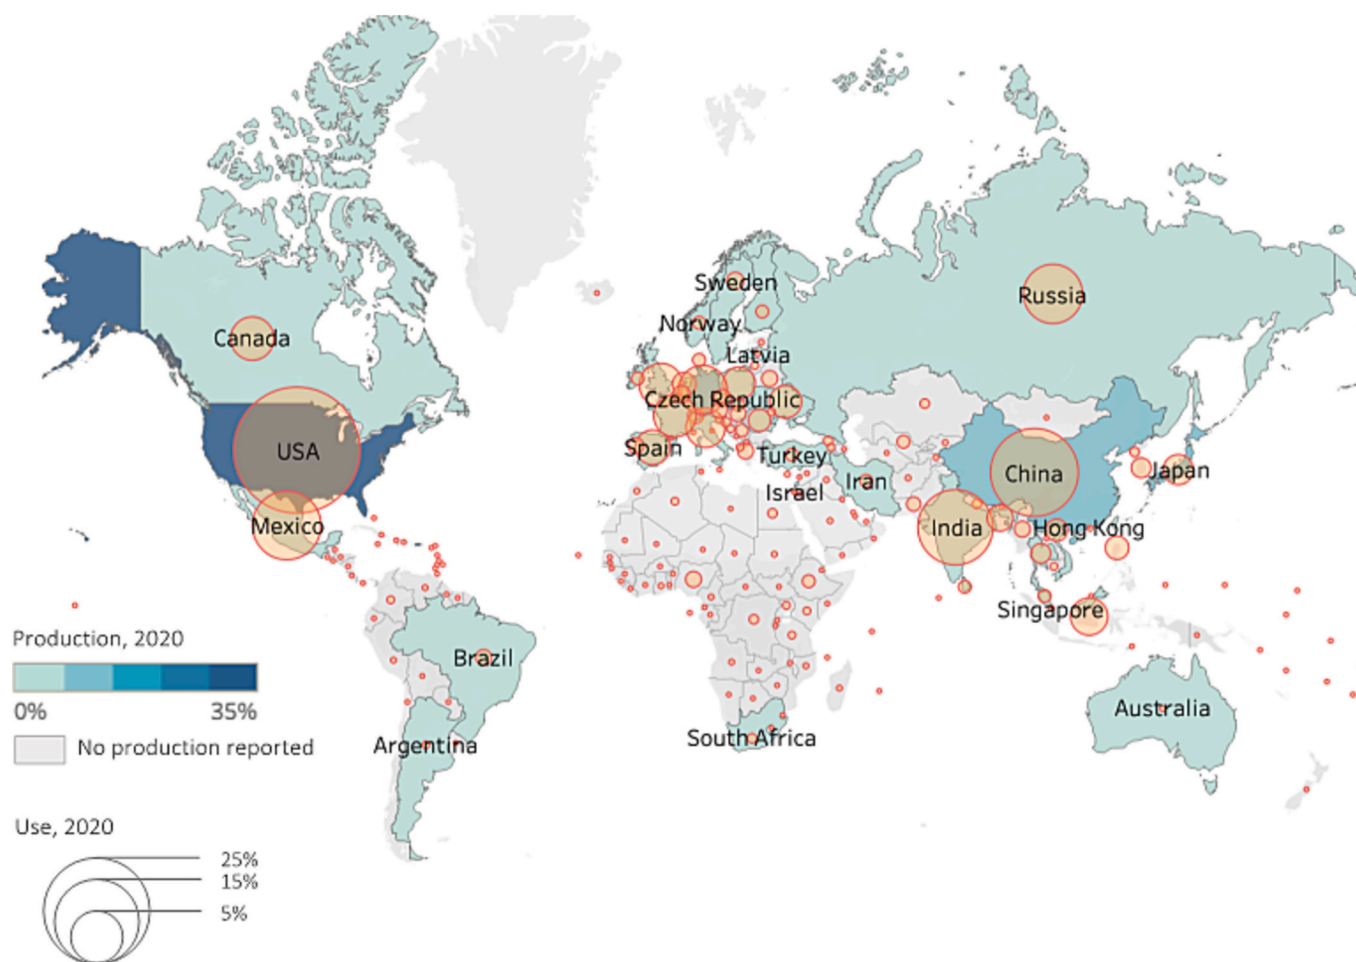 Sweden
Russia
Norway
Canada
Latvia
Czech Republic
USA
Spain
Turkey
Japan
China
Iran
Israel
Mexico
India
Hong Kong
Singapore
Production, 2020
Brazil
0%
35%
Australia
No production reported
Argentina
South Africa
Use, 2020
25%
15%
5%